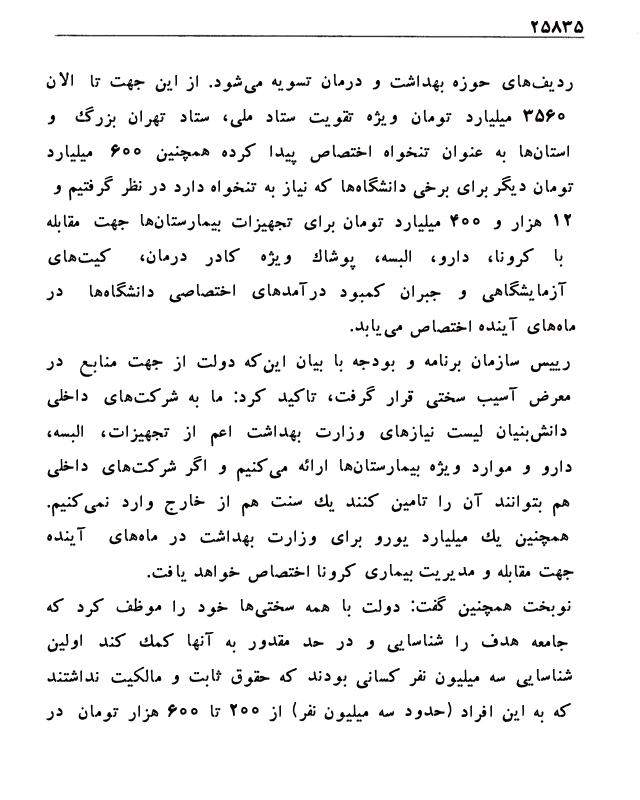 ۲۵۸۳۵
ردیف‌های حوزه بهداشت و درمان تسویه می‌شود. از این جهت تا الان
۳۵۶۰ میلیارد تومان ویژه تقویت ستاد ملی، ستاد تهران بزرگ و
استان‌ها به عنوان تنخواه اختصاص پیدا کرده همچنین ۶۰۰ میلیارد
تومان دیگر برای برخی دانشگاه‌ها که نیاز به تنخواه دارد در نظر گرفتیم و
۱۲ هزار و ۴۰۰ میلیارد تومان برای تجهیزات بیمارستان‌ها جهت مقابله
با کرونا، دارو، البسه، پوشاك ویژه کادر درمان، کیت‌های
آزمایشگاهی و جبران کمبود درآمدهای اختصاصی دانشگاه‌ها در
ماه‌های آینده اختصاص می‌یابد.
رییس سازمان برنامه و بودجه با بیان این‌که دولت از جهت منابع در
معرض آسیب سختی قرار گرفت، تاکید کرد: ما به شرکت‌های داخلی
دانش‌بنیان لیست نیازهای وزارت بهداشت اعم از تجهیزات، البسه،
دارو و موارد ویژه بیمارستان‌ها ارائه می‌کنیم و اگر شرکت‌های داخلی
هم بتوانند آن را تامین کنند یك سنت هم از خارج وارد نمی‌کنیم.
همچنین یك میلیارد یورو برای وزارت بهداشت در ماه‌های آینده
جهت مقابله و مدیریت بیماری کرونا اختصاص خواهد یافت.
نوبخت همچنین گفت: دولت با همه سختی‌ها خود را موظف کرد که
جامعه هدف را شناسایی و در حد مقدور به آنها کمك کند اولین
شناسایی سه میلیون نفر کسانی بودند که حقوق ثابت و مالکیت نداشتند
که به این افراد (حدود سه میلیون نفر) از ۲۰۰ تا ۶۰۰ هزار تومان در